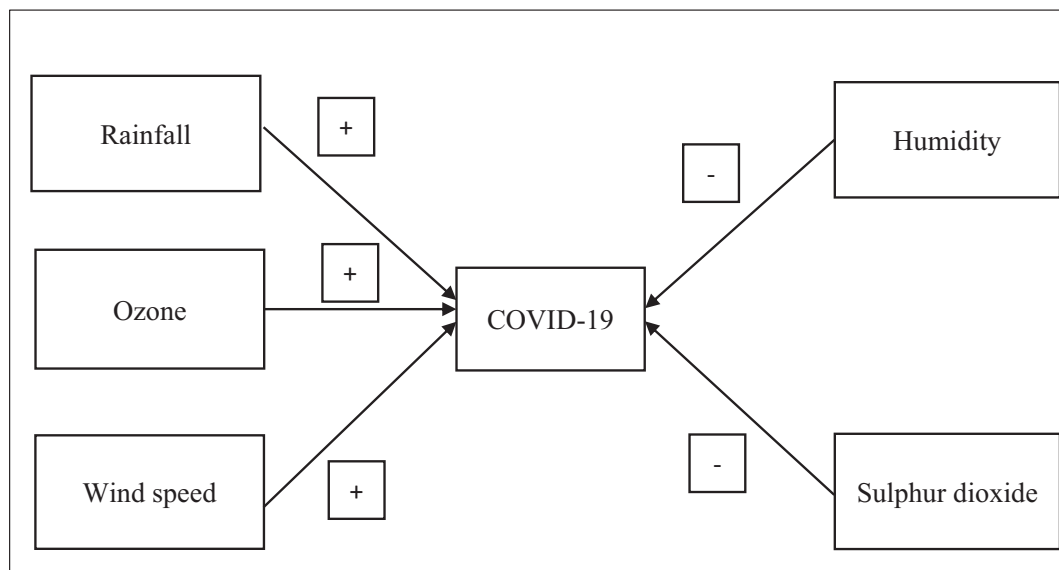 Rainfall
+
Humidity
-
Ozone
+
COVID-19
Wind speed
+
-
Sulphur dioxide